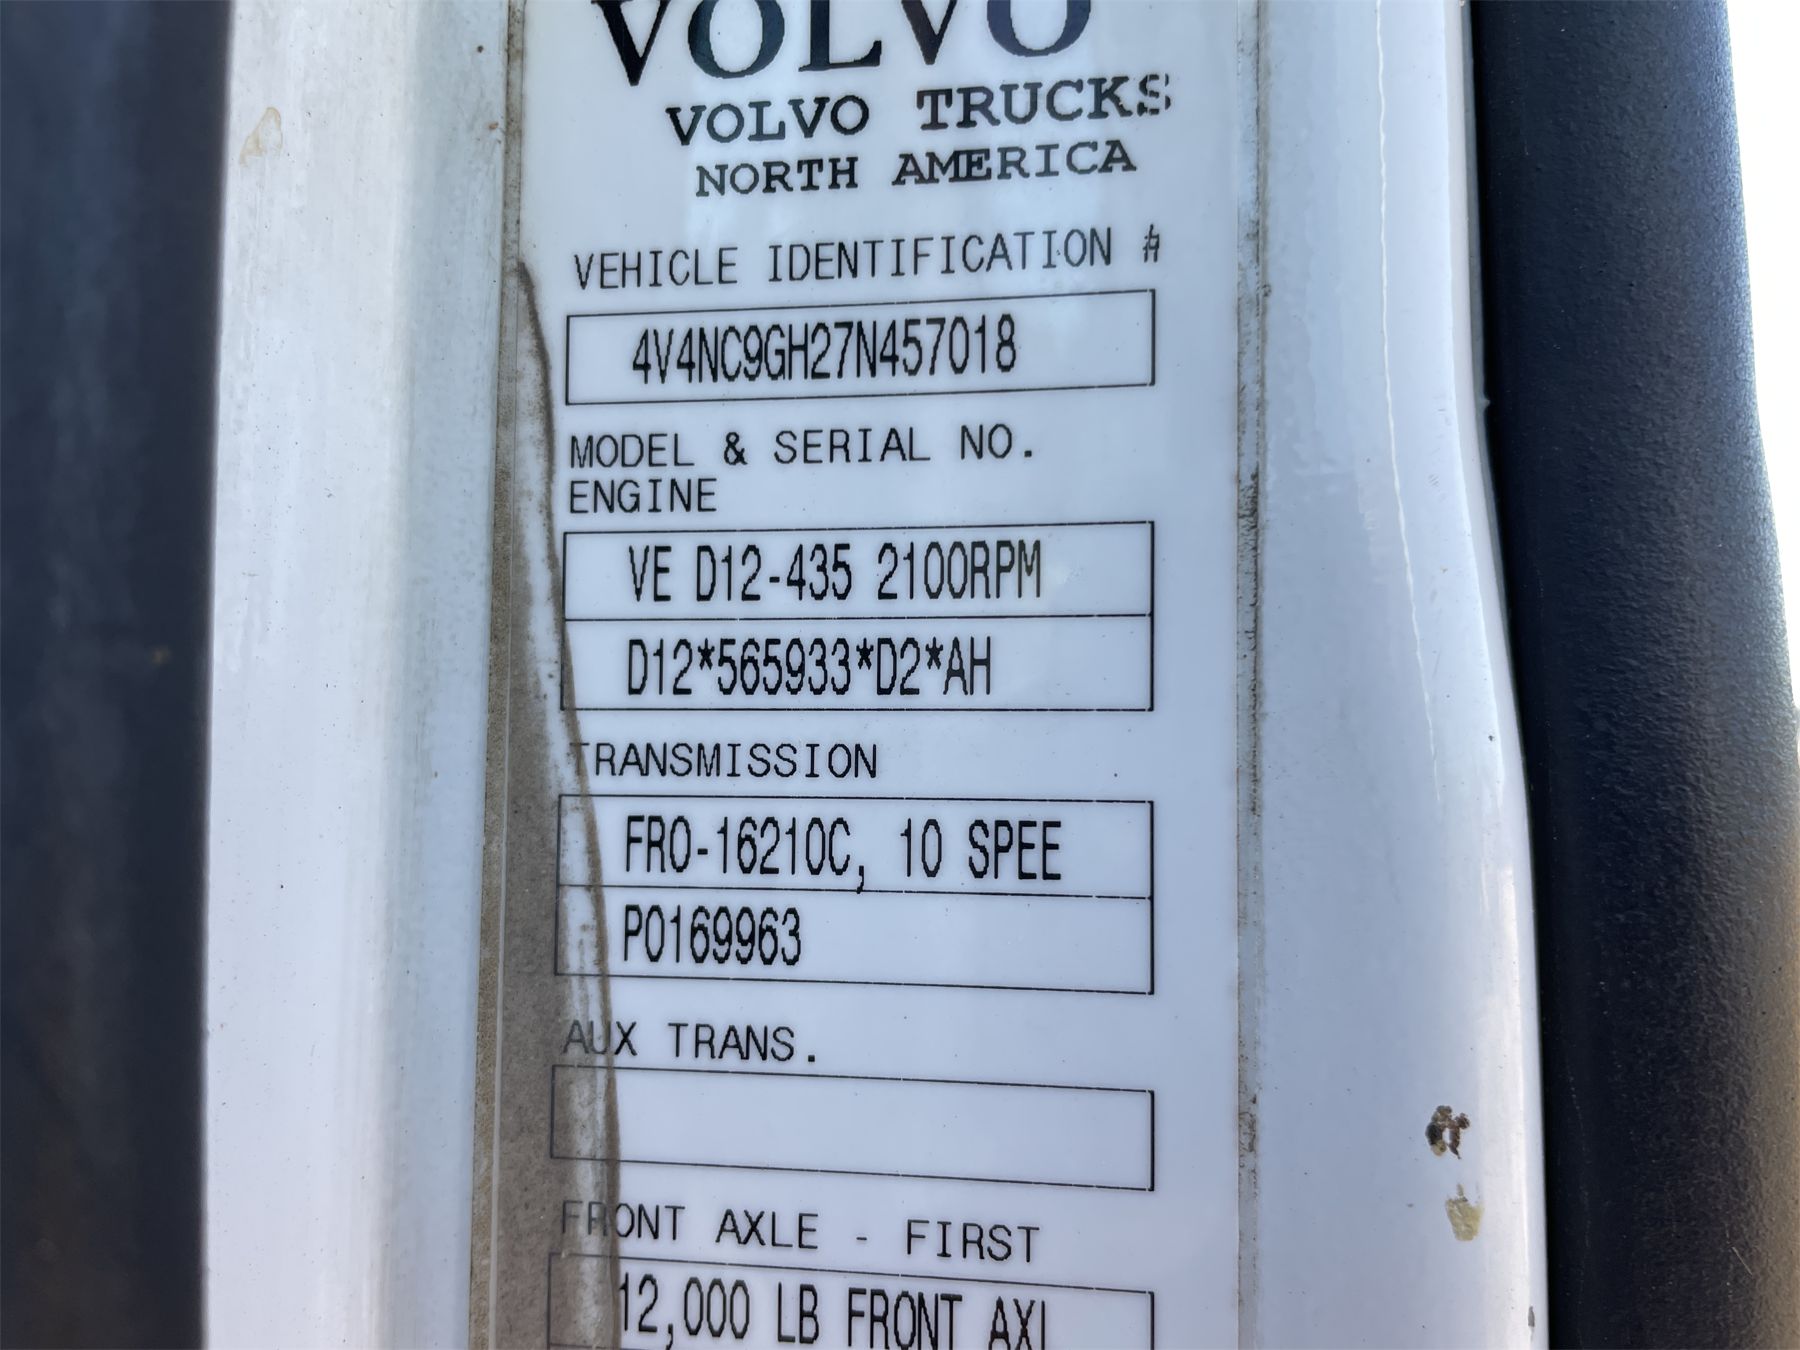 VOLVO
VOLVO TRUCKS
NORTH AMERICA
VEHICLE IDENTIFICATION #
4V4NC9GH27N457018
MODEL & SERIAL NO.
ENGINE
VE D12-435 2100RPM
D12*565933*D2*AH
TRANSMISSION
FRO-16210C, 10 SPEE
P0169963
AUX TRANS.
FRONT AXLE - FIRST
12,000 LB FRONT AXL